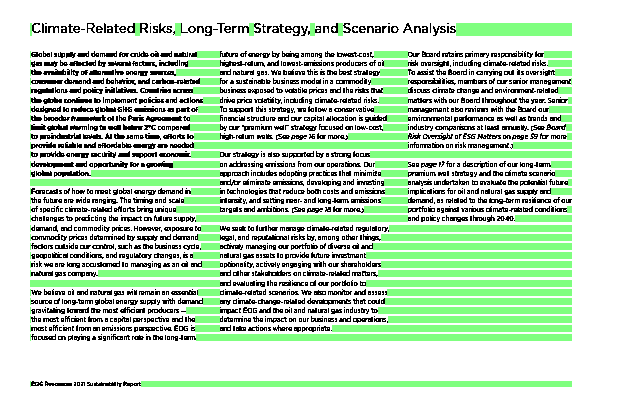 Climate-Related Risks, Long-Term Strategy, and Scenario Analysis
Global supply and demand for crude oil and natural
gas may be affected by several factors, including
the availability of alternative energy sources,
consumer demand and behavior, and carbon-related
regulations and policy initiatives. Countries across
the globe continue to implement policies and actions
designed to reduce global GHG emissions as part of
the broader framework of the Paris Agreement to
limit global warming to well below 2°C compared
to preindustrial levels. At the same time, efforts to
provide reliable and affordable energy are needed
to provide energy security and support economic
development and opportunity for a growing
global population.
Forecasts of how to meet global energy demand in
the future are wide ranging. The timing and scale
of specific climate-related efforts bring unique
challenges to predicting the impact on future supply,
demand, and commodity prices. However, exposure to
commodity prices determined by supply and demand
factors outside our control, such as the business cycle,
geopolitical conditions, and regulatory changes, is a
risk we are long accustomed to managing as an oil and
natural gas company.
We believe oil and natural gas will remain an essential
source of long-term global energy supply with demand
gravitating toward the most efficient producers —
the most efficient from a capital perspective and the
most efficient from an emissions perspective. EOG is
focused on playing a significant role in the long-term
future of energy by being among the lowest-cost,
highest-return, and lowest-emissions producers of oil
and natural gas. We believe this is the best strategy
for a sustainable business model in a commodity
business exposed to volatile prices and the risks that
drive price volatility, including climate-related risks.
To support this strategy, we follow a conservative
financial structure and our capital allocation is guided
by our "premium well" strategy focused on low-cost,
high-return wells. (See page 16 for more.)
Our strategy is also supported by a strong focus
on addressing emissions from our operations. Our
approach includes adopting practices that minimize
and/or eliminate emissions, developing and investing
in technologies that reduce both costs and emissions
intensity, and setting near- and long-term emissions
targets and ambitions. (See page 18 for more.)
We seek to further manage climate-related regulatory,
legal, and reputational risks by, among other things,
actively managing our portfolio of diverse oil and
natural gas assets to provide future investment
optionality, actively engaging with our shareholders
and other stakeholders on climate-related matters,
and evaluating the resilience of our portfolio to
climate-related scenarios. We also monitor and assess
any climate-change-related developments that could
impact EOG and the oil and natural gas industry to
determine the impact on our business and operations,
and take actions where appropriate.
Our Board retains primary responsibility for
risk oversight, including climate-related risks.
To assist the Board in carrying out its oversight
responsibilities, members of our senior management
discuss climate change and environment-related
matters with our Board throughout the year. Senior
management also reviews with the Board our
environmental performance as well as trends and
industry comparisons at least annually. (See Board
Risk Oversight of ESG Matters on page 59 for more
information on risk management.)
See page 17 for a description of our long-term
premium well strategy and the climate scenario
analysis undertaken to evaluate the potential future
implications for oil and natural gas supply and
demand, as related to the long-term resilience of our
portfolio against various climate-related conditions
and policy changes through 2040.
EOG Resources 2021 Sustainability Report